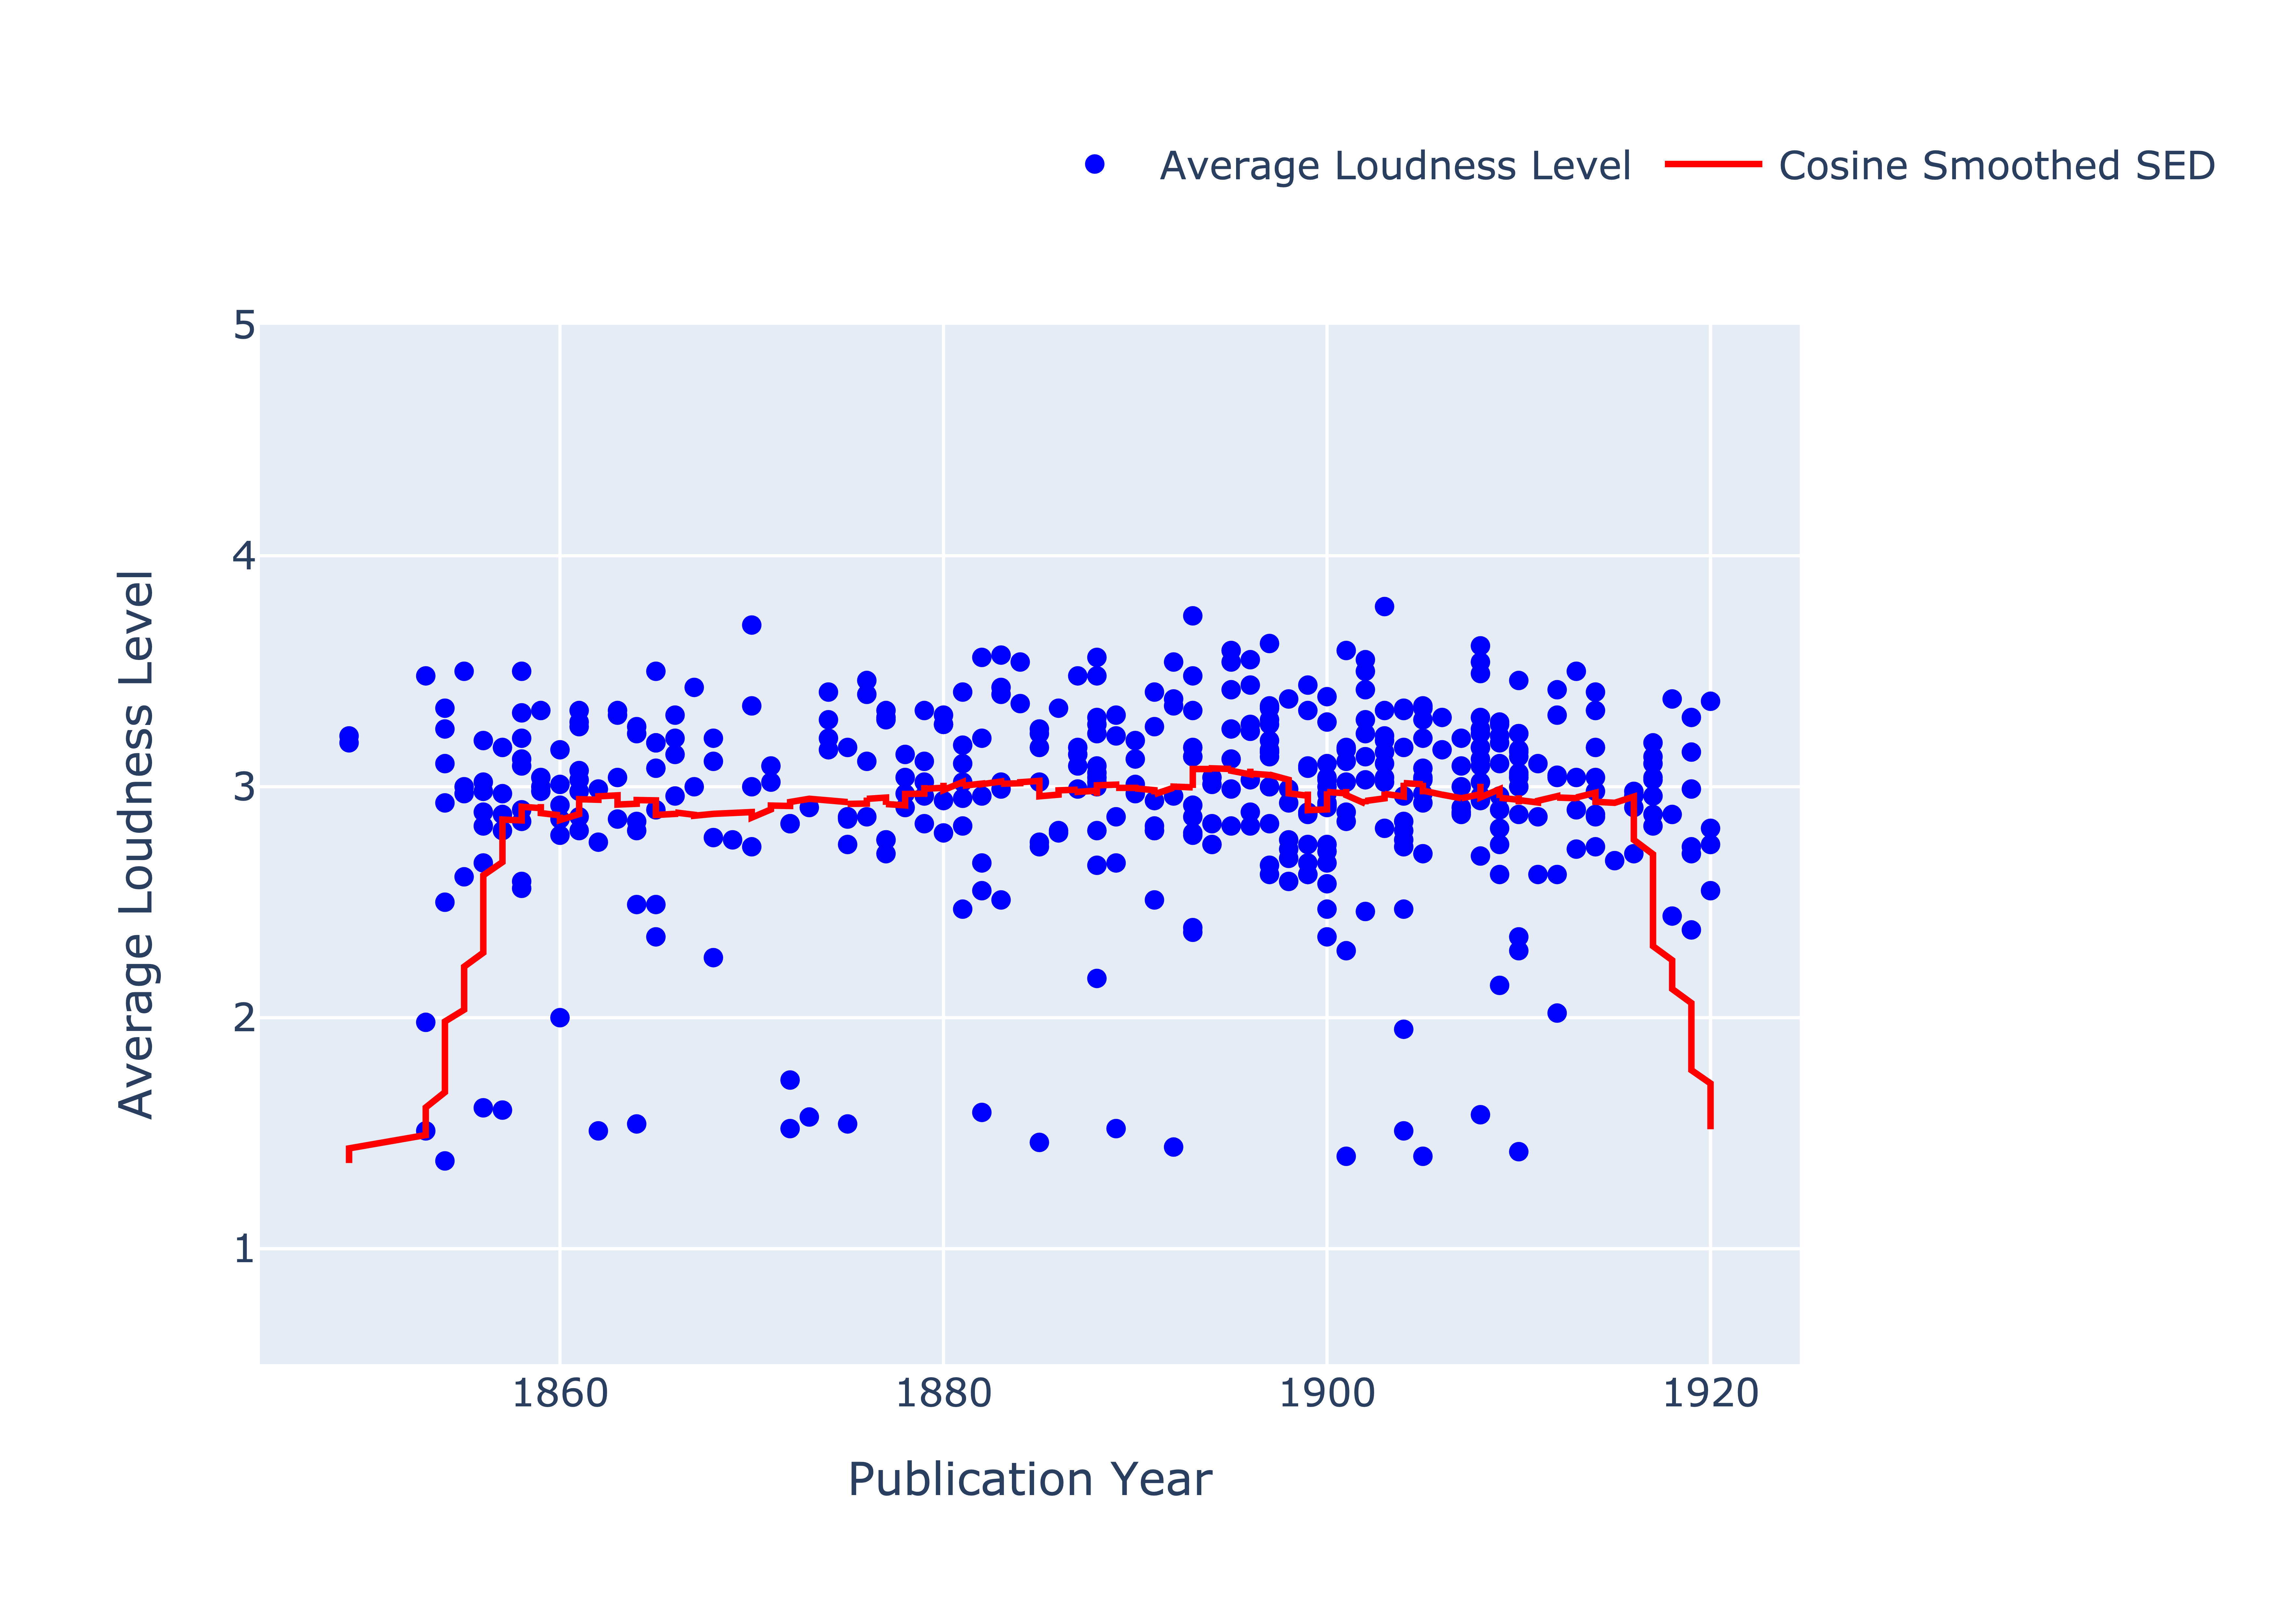 Average Loudness Level
Cosine Smoothed SED
5
4
3
2
1
Average Loudness Level
1860
1880
1900
1920
Publication Year